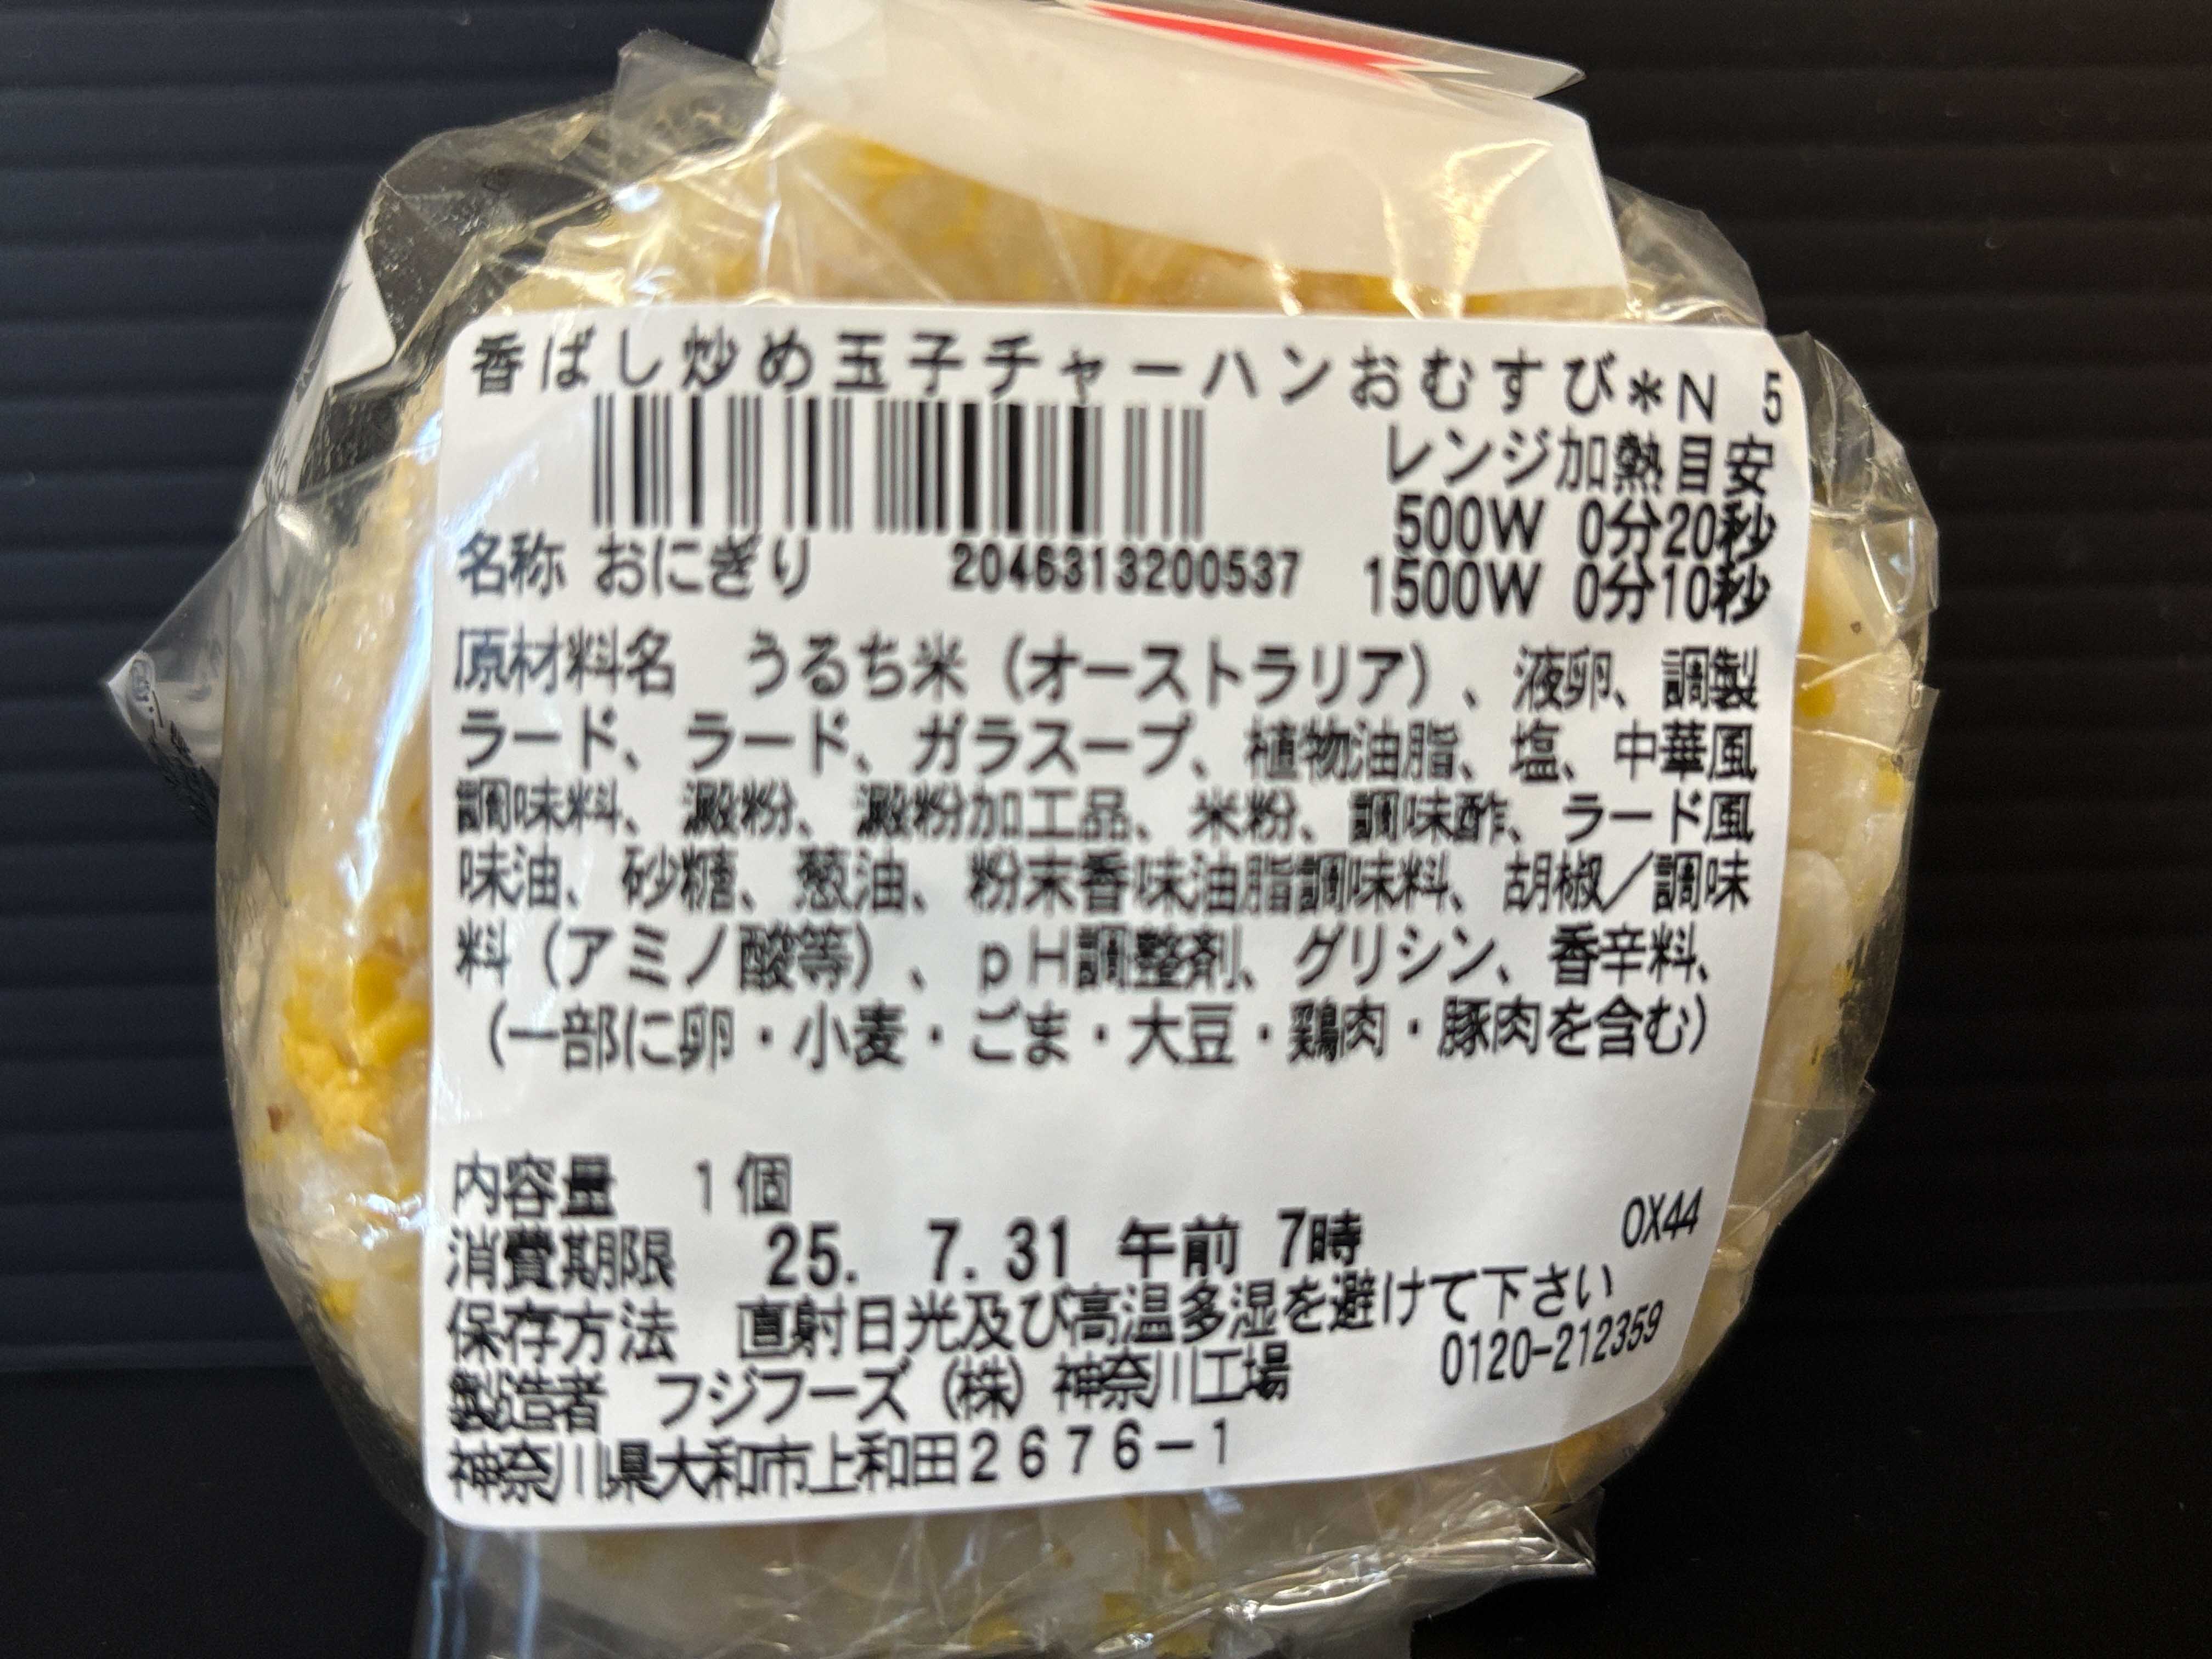 香ばし炒め玉子チャーハンおむすび*N 5
レンジ加熱目安
500W 0分20秒
1500W 0分10秒
名称 おにぎり 2046313200537
原材料名 うるち米（オーストラリア）、液卵、調製
ラード、ラード、ガラスープ、植物油脂、塩、中華風
調味料、澱粉、澱粉加工品、米粉、調味酢、ラード風
味油、砂糖、葱油、粉末香味油脂調味料、胡椒／調味
料（アミノ酸等）、pH調整剤、グリシン、香辛料、
（一部に卵・小麦・ごま・大豆・鶏肉・豚肉を含む）
内容量 1個
消費期限 25. 7.31 午前 7時 0X44
保存方法 直射日光及び高温多湿を避けて下さい
製造者 フジフーズ（株）神奈川工場 0120-212359
神奈川県大和市上和田2676-1